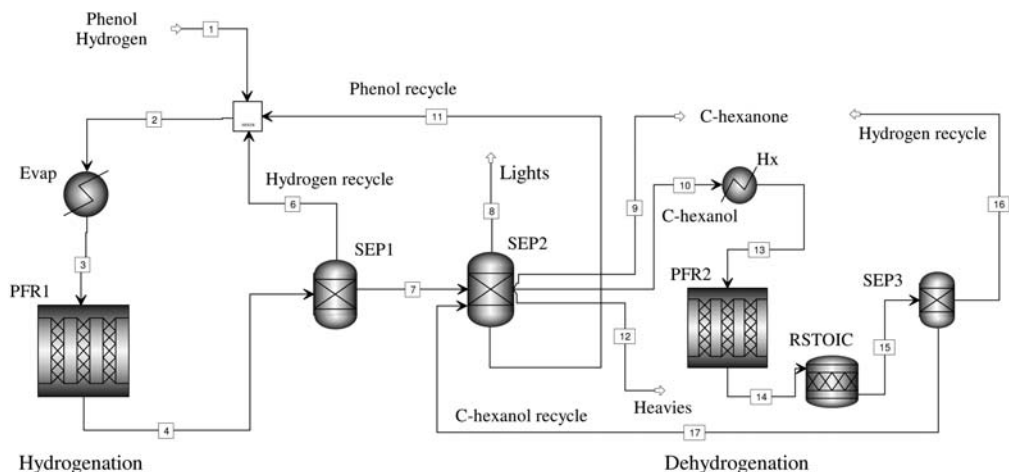 Phenol
Hydrogen
1
Phenol recycle
C-hexanone
2
11
Hydrogen recycle
Evap
Lights
Hx
Hydrogen recycle
6
8
9
10
16
C-hexanol
3
SEP1
SEP2
13
PFR1
7
PFR2
SEP3
12
RSTOIC
15
C-hexanol recycle
Heavies
14
4
17
Hydrogenation
Dehydrogenation